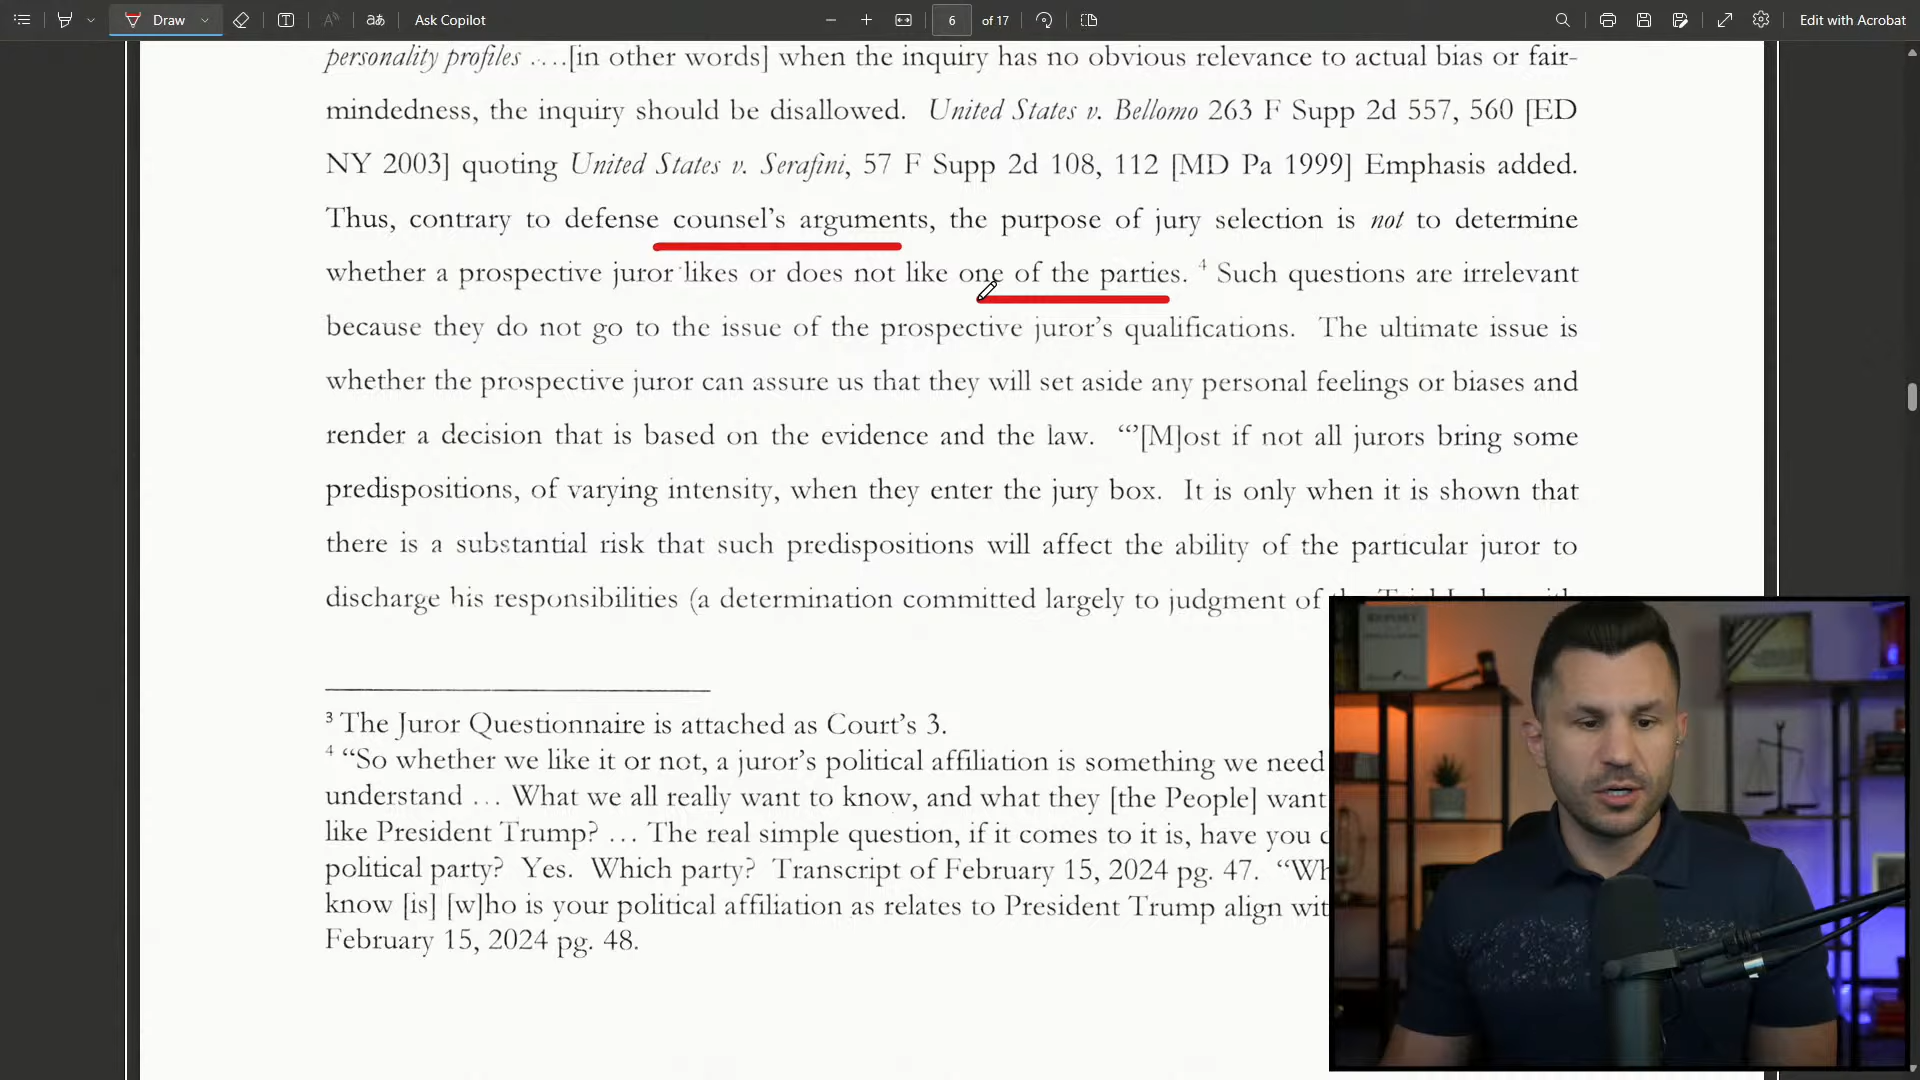 Draw
aあ
Ask Copilot
6 of 17
Edit with Acrobat
personality profiles ….[in other words] when the inquiry has no obvious relevance to actual bias or fair-
mindedness, the inquiry should be disallowed. United States v. Bellomo 263 F Supp 2d 557, 560 [ED
NY 2003] quoting United States v. Serafini, 57 F Supp 2d 108, 112 [MD Pa 1999] Emphasis added.
Thus, contrary to defense counsel’s arguments, the purpose of jury selection is not to determine
whether a prospective juror likes or does not like one of the parties. ⁴ Such questions are irrelevant
because they do not go to the issue of the prospective juror’s qualifications. The ultimate issue is
whether the prospective juror can assure us that they will set aside any personal feelings or biases and
render a decision that is based on the evidence and the law. “’[M]ost if not all jurors bring some
predispositions, of varying intensity, when they enter the jury box. It is only when it is shown that
there is a substantial risk that such predispositions will affect the ability of the particular juror to
discharge his responsibilities (a determination committed largely to judgment of
³ The Juror Questionnaire is attached as Court’s 3.
⁴ “So whether we like it or not, a juror’s political affiliation is something we need
understand … What we all really want to know, and what they [the People] want
like President Trump? … The real simple question, if it comes to it is, have you
political party? Yes. Which party? Transcript of February 15, 2024 pg. 47.
know [is] [w]ho is your political affiliation as relates to President Trump align
February 15, 2024 pg. 48.